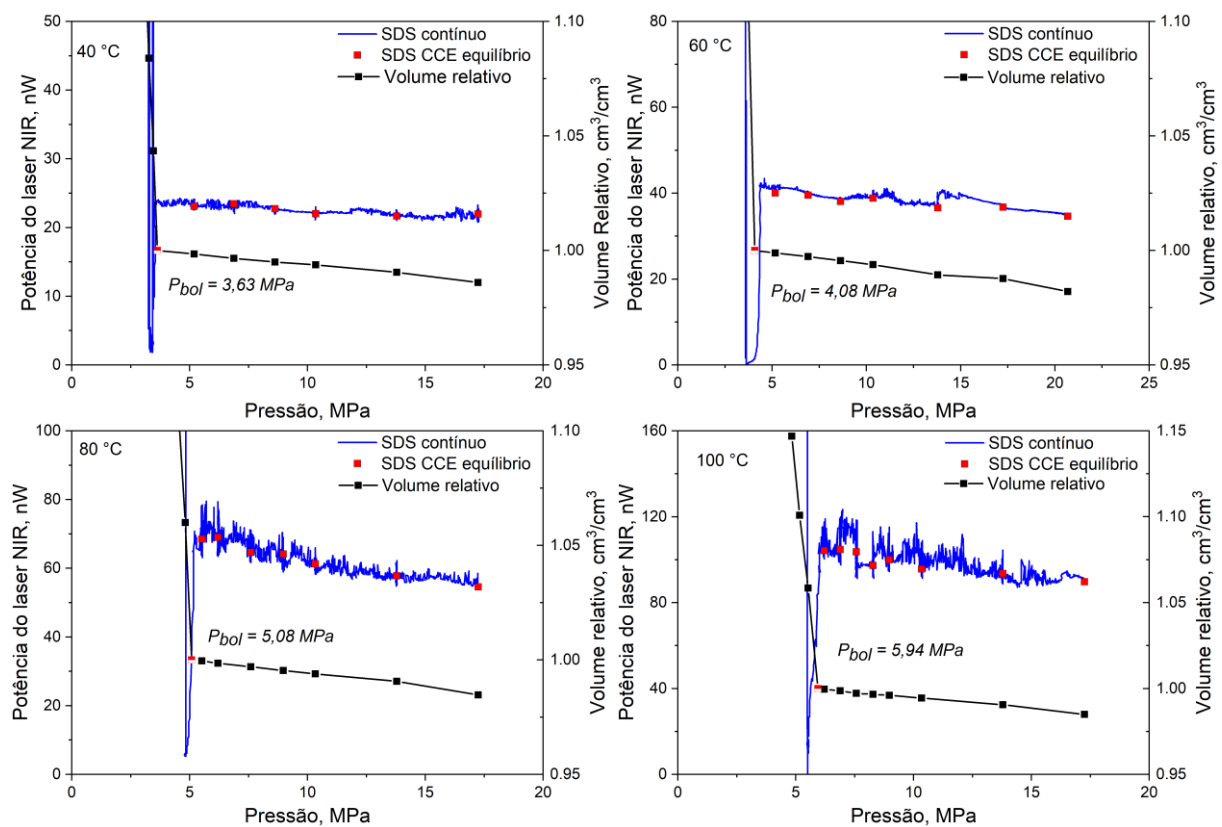 40 °C
SDS contínuo
SDS CCE equilíbrio
Volume relativo
P_bol = 3,63 MPa
Potência do laser NIR, nW
50
40
30
20
10
0
Volume Relativo, cm³/cm³
1.10
1.05
1.00
0.95
0
5
10
15
20
Pressão, MPa
60 °C
SDS contínuo
SDS CCE equilíbrio
Volume relativo
P_bol = 4,08 MPa
Potência do laser NIR, nW
80
60
40
20
0
Volume relativo, cm³/cm³
1.10
1.05
1.00
0.95
0
5
10
15
20
25
Pressão, MPa
80 °C
SDS contínuo
SDS CCE equilíbrio
Volume relativo
P_bol = 5,08 MPa
Potência do laser NIR, nW
100
80
60
40
20
0
Volume relativo, cm³/cm³
1.10
1.05
1.00
0.95
0
5
10
15
20
Pressão, MPa
100 °C
SDS contínuo
SDS CCE equilíbrio
Volume relativo
P_bol = 5,94 MPa
Potência do laser NIR, nW
160
120
80
40
0
Volume relativo, cm³/cm³
1.15
1.10
1.05
1.00
0.95
0
5
10
15
20
Pressão, MPa